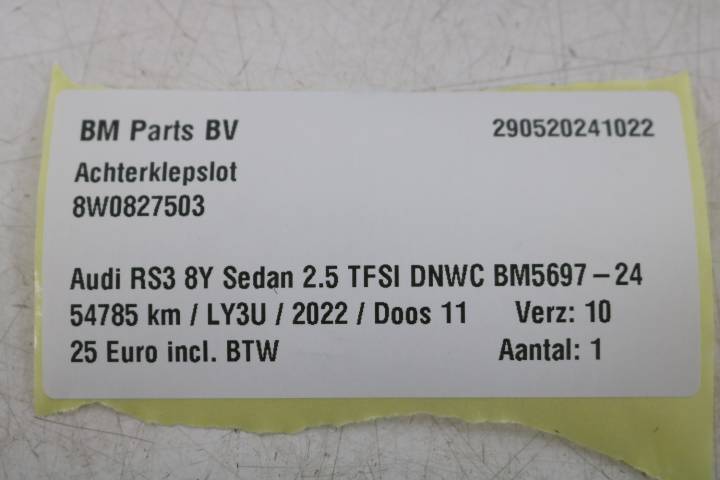 BM Parts BV 290520241022
Achterklepslot
8W0827503
Audi RS3 8Y Sedan 2.5 TFSI DNWC BM5697-24
54785 km / LY3U / 2022 / Doos 11 Verz: 10
25 Euro incl. BTW Aantal: 1